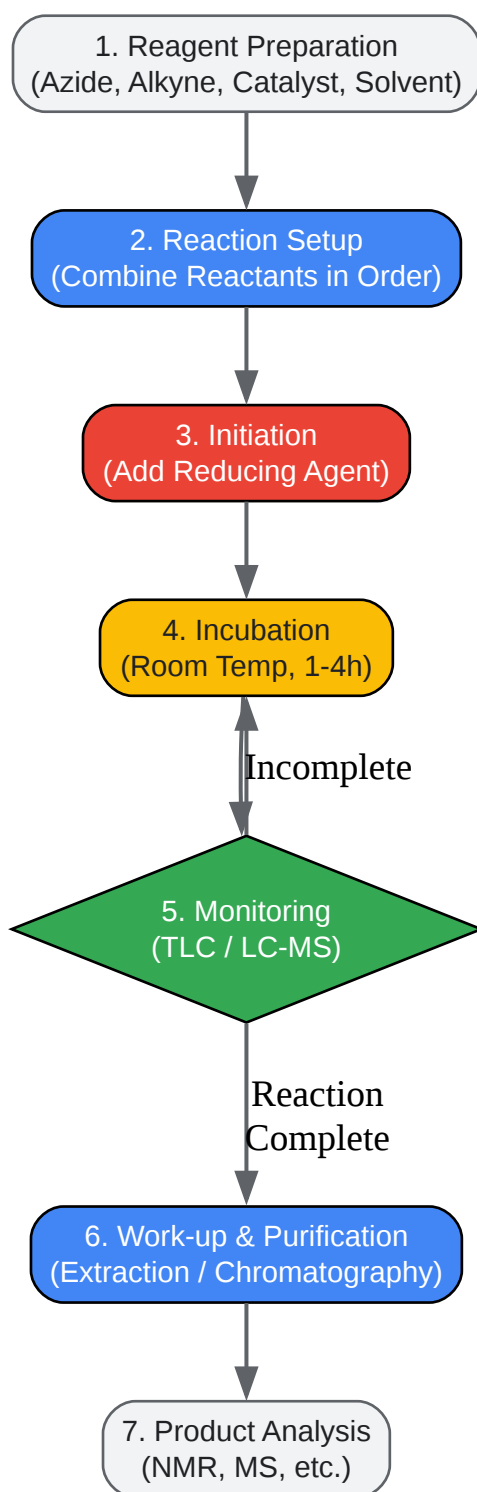 1. Reagent Preparation
(Azide, Alkyne, Catalyst, Solvent)
2. Reaction Setup
(Combine Reactants in Order)
3. Initiation
(Add Reducing Agent)
4. Incubation
(Room Temp, 1-4h)
Incomplete
5. Monitoring
(TLC / LC-MS)
Reaction
Complete
6. Work-up & Purification
(Extraction / Chromatography)
7. Product Analysis
(NMR, MS, etc.)